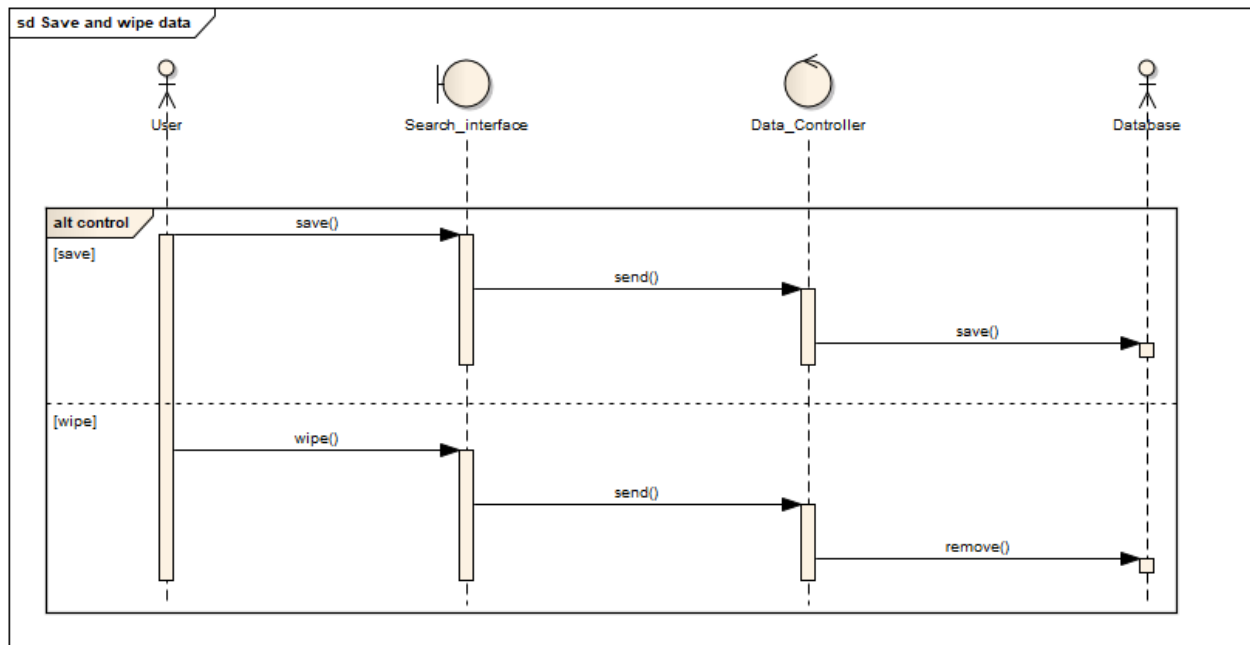 sd Save and wipe data
User
Search_interface
Data_Controller
Database
alt control
save()
[save]
send()
save()
[wipe]
wipe()
send()
remove()